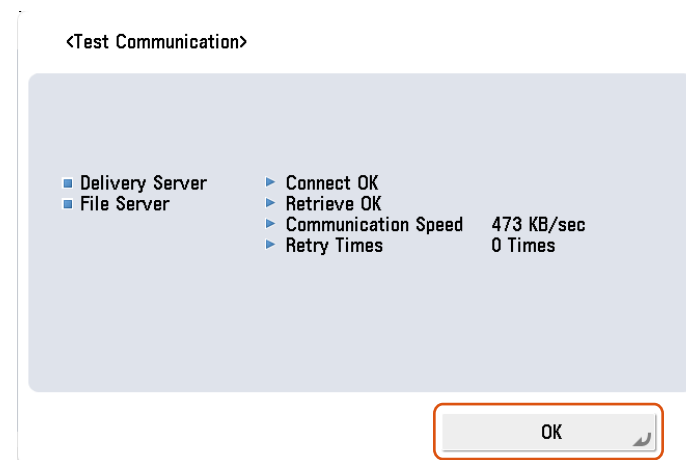 <Test Communication>
Delivery Server Connect OK
File Server Retrieve OK
Communication Speed 473 KB/sec
Retry Times 0 Times
OK